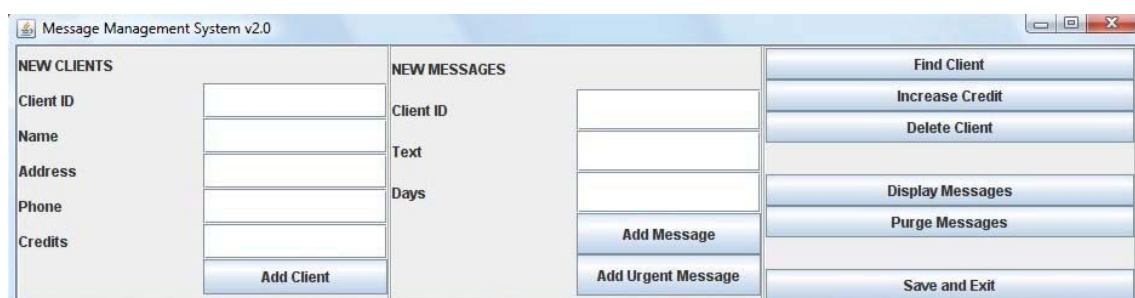 Message Management System v2.0
NEW CLIENTS
Client ID
Name
Address
Phone
Credits
Add Client
NEW MESSAGES
Client ID
Text
Days
Add Message
Add Urgent Message
Find Client
Increase Credit
Delete Client
Display Messages
Purge Messages
Save and Exit